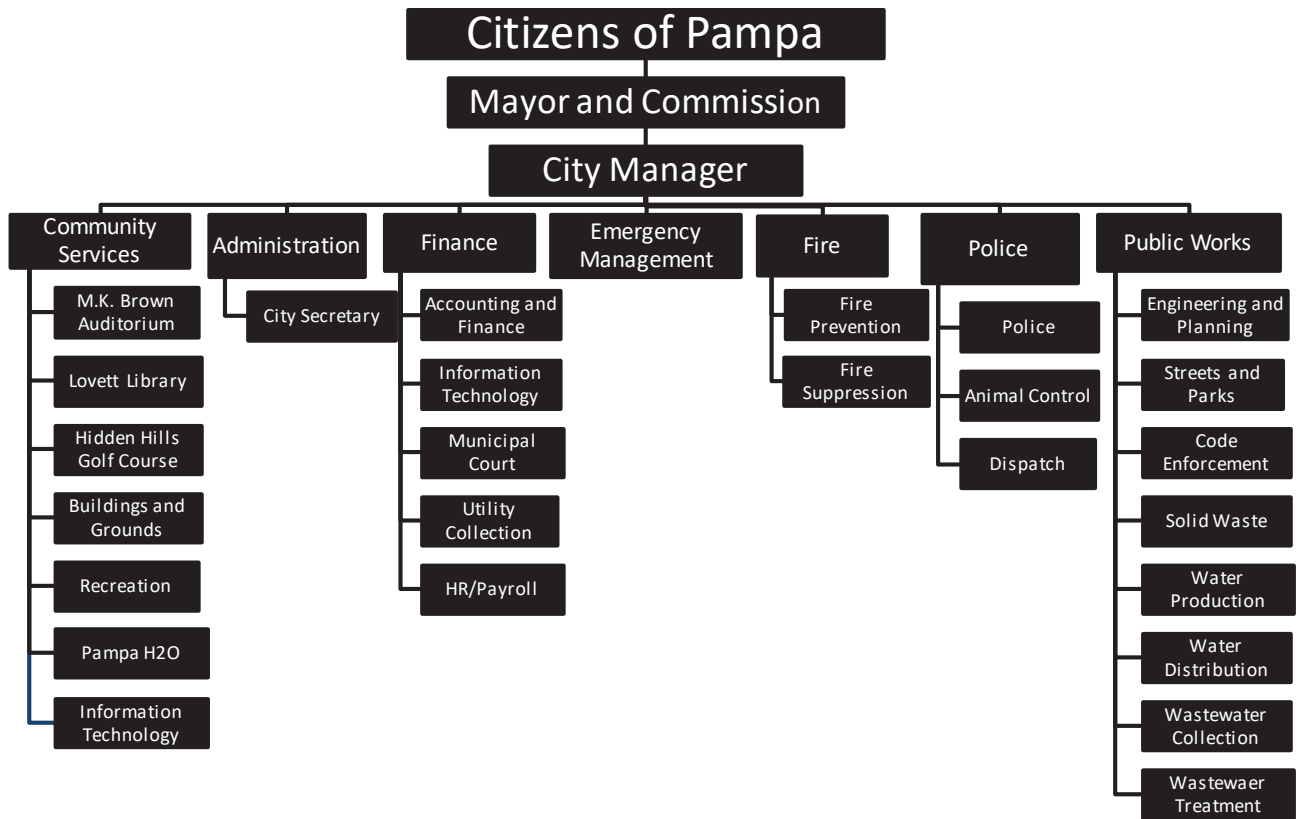 Citizens of Pampa
Mayor and Commission
City Manager
Community
Services
Administration
Finance
Emergency
Management
Fire
Police
Public Works
M.K. Brown
Auditorium
Lovett Library
Hidden Hills
Golf Course
Buildings and
Grounds
Recreation
Pampa H2O
Information
Technology
City Secretary
Accounting and
Finance
Information
Technology
Municipal
Court
Utility
Collection
HR/Payroll
Fire
Prevention
Fire
Suppression
Police
Animal Control
Dispatch
Engineering and
Planning
Streets and
Parks
Code
Enforcement
Solid Waste
Water
Production
Water
Distribution
Wastewater
Collection
Wastewaer
Treatment